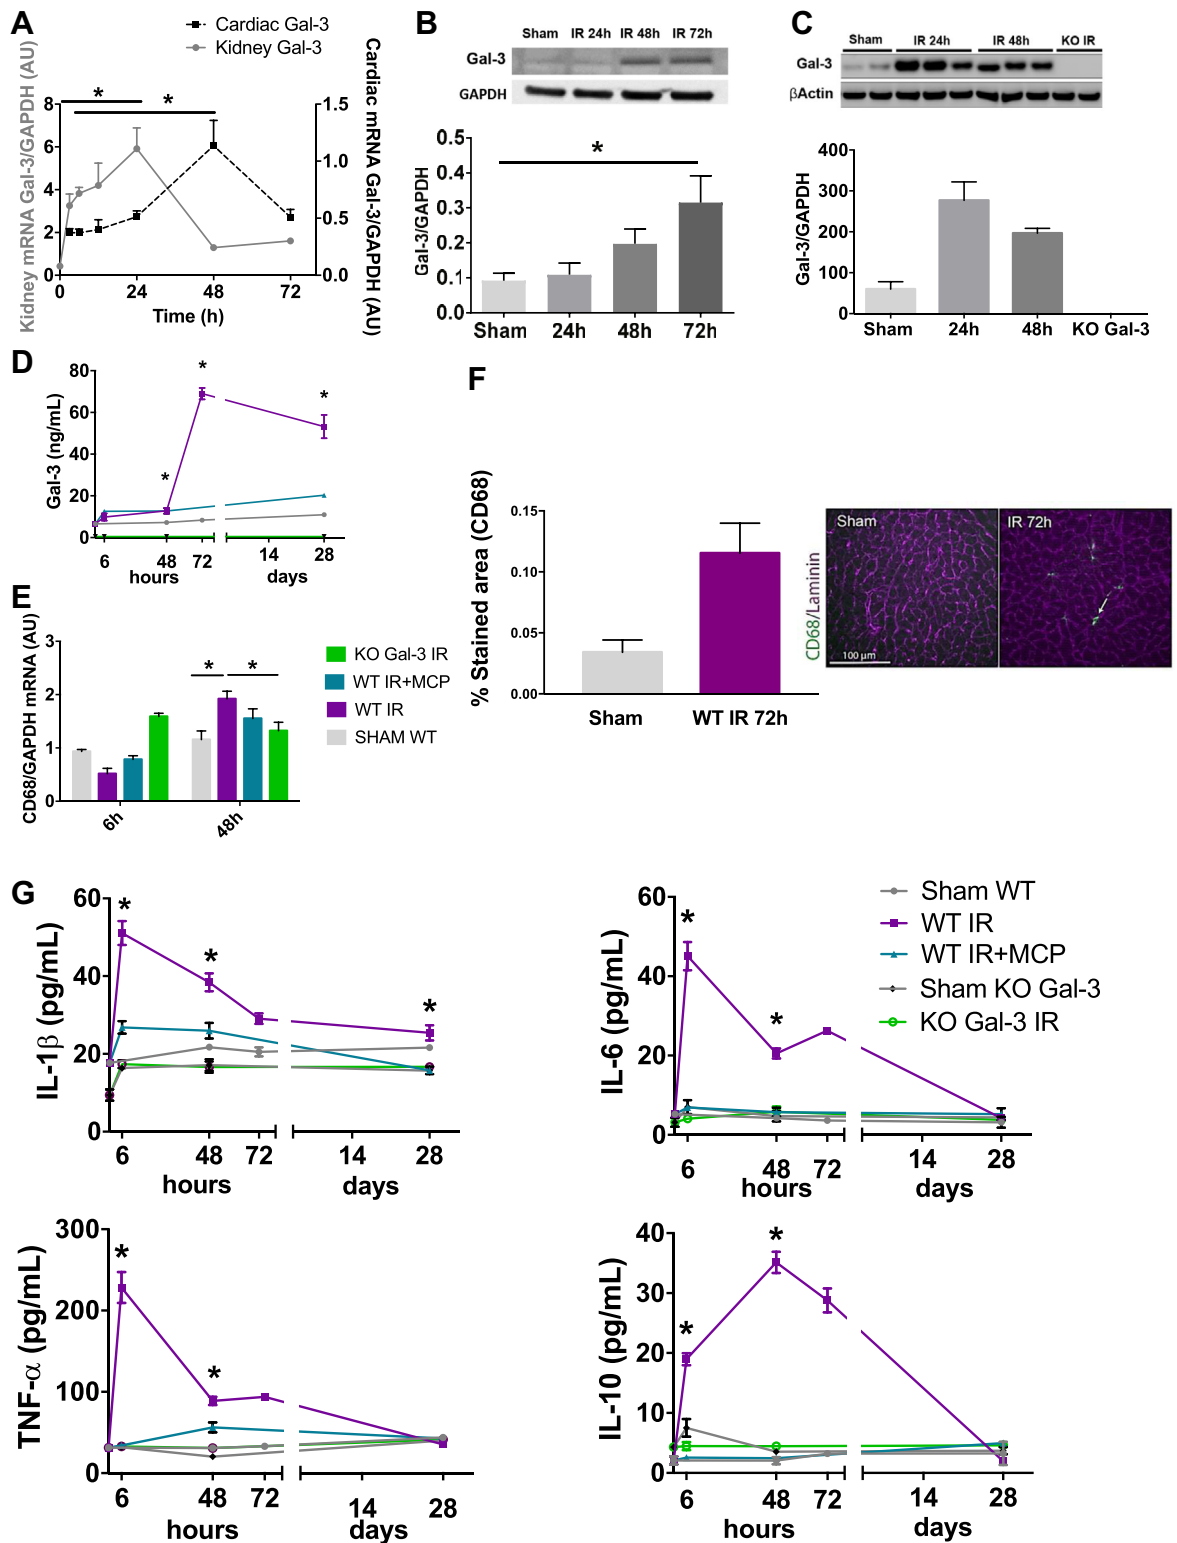 A
Cardiac Gal-3
Kidney Gal-3
Kidney mRNA Gal-3/GAPDH (AU)
Cardiac mRNA Gal-3/GAPDH (AU)
* *
8
6
4
2
0
1.5
1.0
0.5
0.0
0 24 48 72
Time (h)
B
Sham IR 24h IR 48h IR 72h
Gal-3
GAPDH
Gal-3/GAPDH
0.5
0.4
0.3
0.2
0.1
0.0
*
Sham 24h 48h 72h
C
Sham IR 24h IR 48h KO IR
Gal-3
βActin
Gal-3/GAPDH
400
300
200
100
0
Sham 24h 48h KO Gal-3
D
Gal-3 (ng/mL)
80
60
40
20
0
* * *
6 48 72 14 28
hours days
E
CD68/GAPDH mRNA (AU)
3
2
1
0
* *
6h 48h
KO Gal-3 IR
WT IR+MCP
WT IR
SHAM WT
F
% Stained area (CD68)
0.15
0.10
0.05
0.00
Sham WT IR 72h
CD68/Laminin
Sham IR 72h
100 µm
G
IL-1β (pg/mL)
60
40
20
0
* * *
6 48 72 14 28
hours days
IL-6 (pg/mL)
60
40
20
0
* *
6 48 72 14 28
hours days
Sham WT
WT IR
WT IR+MCP
Sham KO Gal-3
KO Gal-3 IR
TNF-α (pg/mL)
300
200
100
0
* *
6 48 72 14 28
hours days
IL-10 (pg/mL)
40
30
20
10
0
* *
6 48 72 14 28
hours days